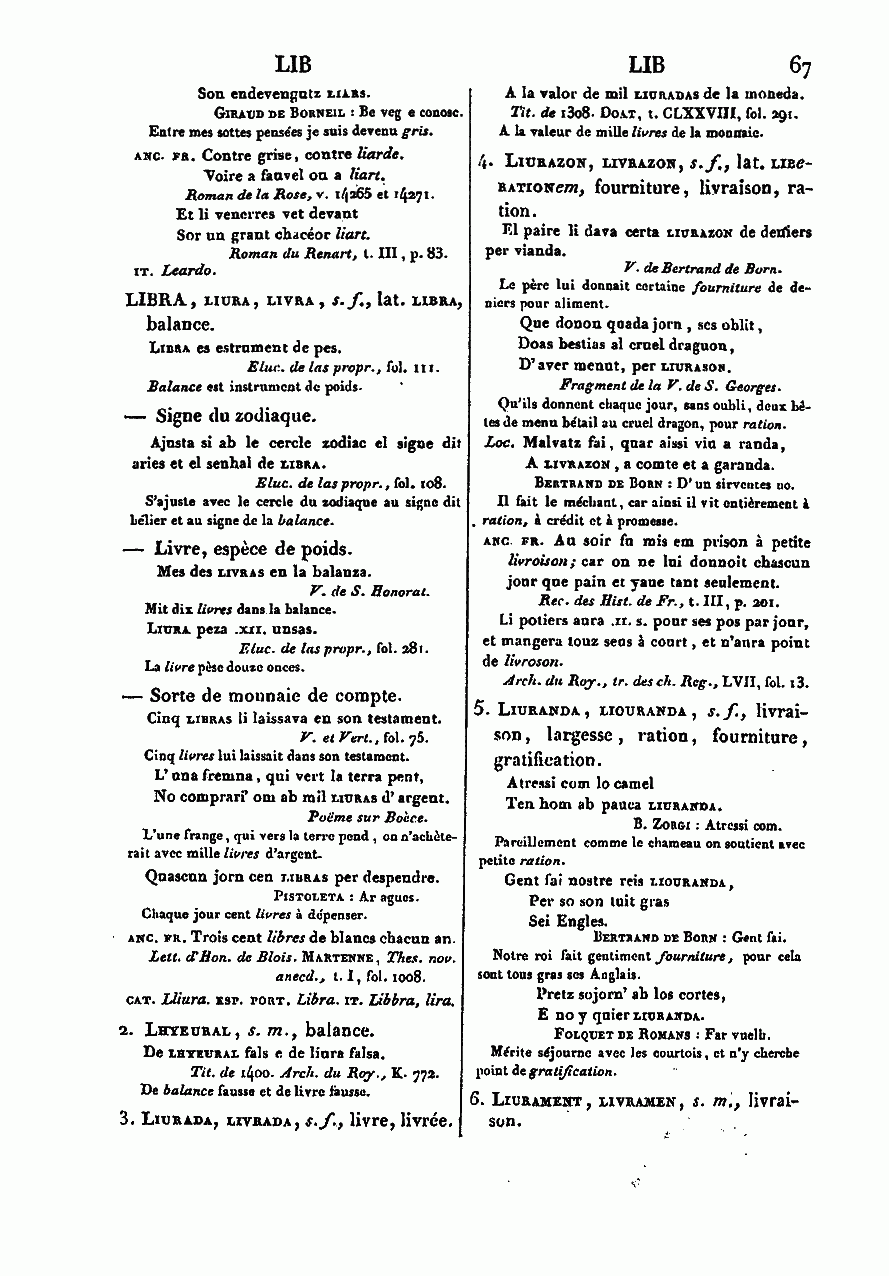 LIB
LIB
67
Son endevengutz LIARS.
GIRAUD DE BORNEIL : Be veg e conosc.
Entre mes sottes pensées je suis devenu gris.
ANC. FR. Contre grise, contre liarde.
Voire a fauvel ou a liart.
Roman de la Rose, v. 14265 et 14271.
Et li venerres vet devant
Sor un grant chacéor liart.
Roman du Renart, t. III, p. 83.
IT. Leardo.
LIBRA, LIURA, LIVRA, s. f., lat. LIBRA,
balance.
LIBRA es estrument de pes.
Eluc. de las propr., fol. III.
Balance est instrument de poids.
— Signe du zodiaque.
Ajusta si ab le cercle zodiac el signe dit
aries et el senhal de LIBRA.
Eluc. de las propr., fol. 108.
S'ajuste avec le cercle du zodiaque au signe dit
bélier et au signe de la balance.
— Livre, espèce de poids.
Mes des LIVRAS en la balanza.
V. de S. Honorat.
Mit dix livres dans la balance.
LIURA peza .XII. unsas.
Eluc. de las propr., fol. 281.
La livre pèse douze onces.
— Sorte de monnaie de compte.
Cinq LIBRAS li laissava en son testament.
V. et Vert., fol. 75.
Cinq livres lui laissait dans son testament.
L'una fremna, qui vert la terra pent,
No comprari' om ab mil LIURAS d'argent.
Poëme sur Boèce.
L'une frange, qui vers la terre pend, on n'achète-
rait avec mille livres d'argent.
Quascun jorn cen LIBRAS per despendre.
PISTOLETA : Ar agues.
Chaque jour cent livres à dépenser.
ANC. FR. Trois cent libres de blancs chacun an.
Lett. d'Hon. de Blois. MARTENNE, Thes. nov.
anecd., t. I, fol. 1008.
CAT. Lliura. ESP. PORT. Libra. IT. Libbra, lira.
2. LHYEURAL, s. m., balance.
De LHYEURAL fals e de liura falsa.
Tit. de 1400. Arch. du Roy., K. 772.
De balance fausse et de livre fausse.
3. LIURADA, LIVRADA, s. f., livre, livrée.
A la valor de mil LIURADAS de la moneda.
Tit. de 1308. DOAT, t. CLXXVIII, fol. 291.
A la valeur de mille livres de la monnaie.
4. LIURAZON, LIVRAZON, s. f., lat. LIBE-
RATIONem, fourniture, livraison, ra-
tion.
El paire li dava certa LIURAZON de deniers
per vianda.
V. de Bertrand de Born.
Le père lui donnait certaine fourniture de de-
niers pour aliment.
Que donon quada jorn, ses oblit,
Doas bestias al cruel draguon,
D'aver menut, per LIURASON.
Fragment de la V. de S. Georges.
Qu'ils donnent chaque jour, sans oubli, deux bê-
tes de menu bétail au cruel dragon, pour ration.
Loc. Malvatz fai, quar aissi viu a randa,
A LIVRAZON, a comte et a garanda.
BERTRAND DE BORN : D'un sirventes no.
Il fait le méchant, car ainsi il vit entièrement à
ration, à crédit et à promesse.
ANC. FR. Au soir fu mis em prison à petite
livroison; car on ne lui donnoit chascun
jour que pain et yaue tant seulement.
Rec. des Hist. de Fr., t. III, p. 201.
Li potiers aura .II. s. pour ses pos par jour,
et mangera touz seus à court, et n'aura point
de livroson.
Arch. du Roy., tr. des ch. Reg., LVII, fol. 13.
5. LIURANDA, LIOURANDA, s. f., livrai-
son, largesse, ration, fourniture,
gratification.
Atressi com lo camel
Ten hom ab pauca LIURANDA.
B. ZORGI : Atressi com.
Pareillement comme le chameau on soutient avec
petite ration.
Gent fai nostre reis LIOURANDA,
Per so son tuit gras
Sei Engles.
BERTRAND DE BORN : Gent fai.
Notre roi fait gentiment fourniture, pour cela
sont tous gras ses Anglais.
Pretz sojorn' ab los cortes,
E no y quier LIURANDA.
FOLQUET DE ROMANS : Far vuelh.
Mérite séjourne avec les courtois, et n'y cherche
point de gratification.
6. LIURAMENT, LIVRAMEN, s. m., livrai-
son.